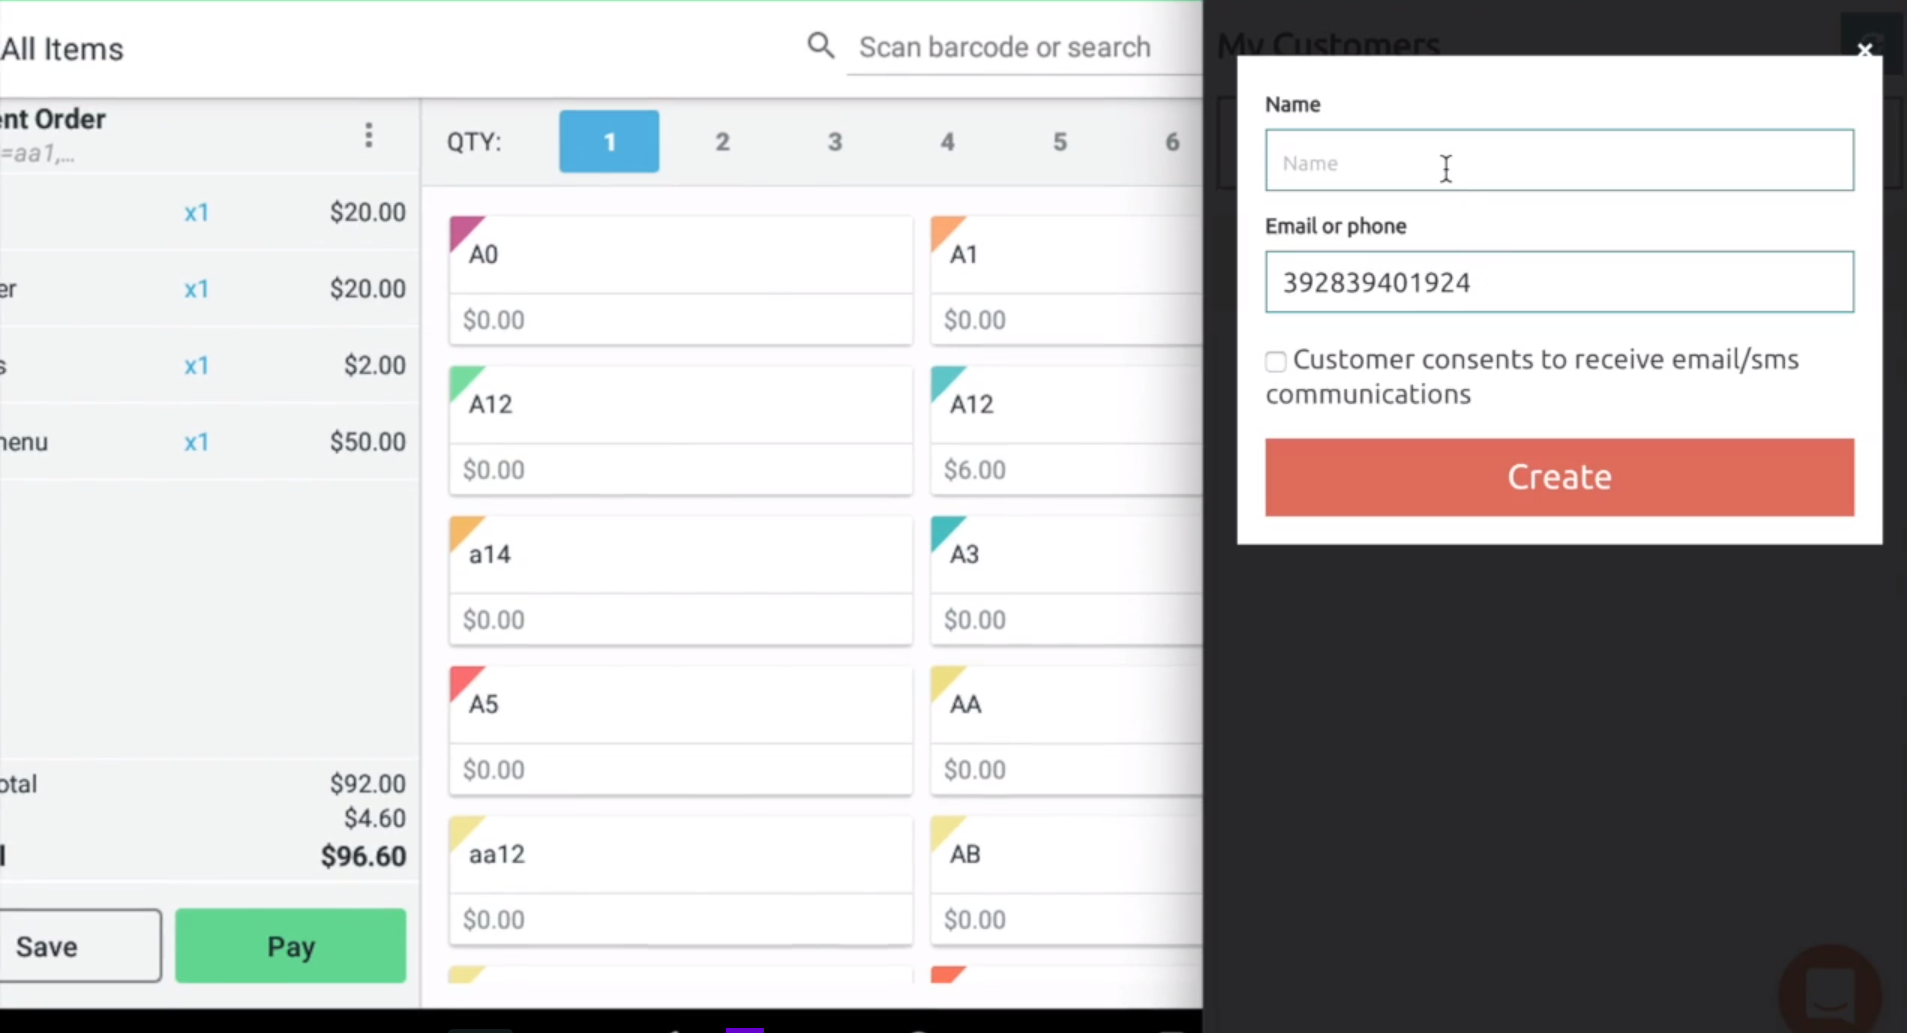 All Items
Scan barcode or search
My Customers
ent Order
=aa1,...
QTY: 1 2 3 4 5 6
x1 $20.00
er x1 $20.00
s x1 $2.00
menu x1 $50.00
otal $92.00
$4.60
l $96.60
Save
Pay
A0
$0.00
A1
$0.00
A12
$0.00
A12
$6.00
a14
$0.00
A3
$0.00
A5
$0.00
AA
$0.00
aa12
$0.00
AB
$0.00
Name
Name
Email or phone
392839401924
Customer consents to receive email/sms
communications
Create